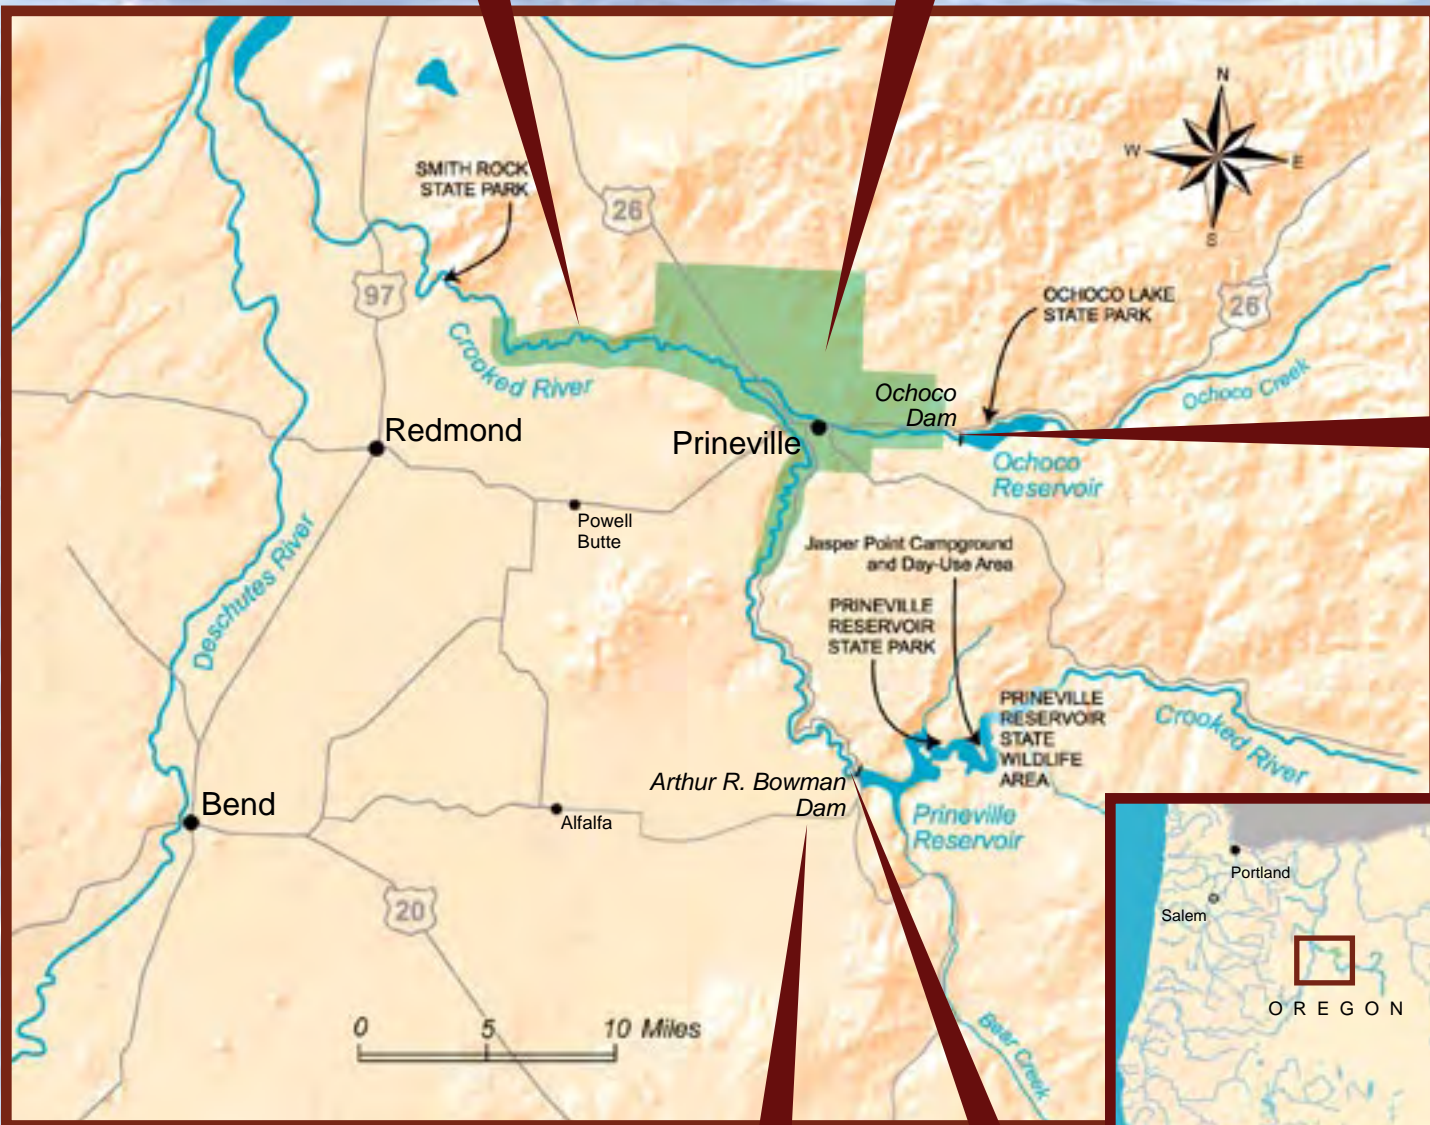 N
W
E
S
SMITH ROCK
STATE PARK
26
97
OCHOCO LAKE
STATE PARK
26
Crooked River
Ochoco Creek
Ochoco
Dam
Redmond
Prineville
Ochoco
Reservoir
Powell
Butte
Jasper Point Campground
and Day-Use Area
Deschutes River
PRINEVILLE
RESERVOIR
STATE PARK
PRINEVILLE
RESERVOIR
STATE
WILDLIFE
AREA
Crooked River
Arthur R. Bowman
Dam
Bend
Alfalfa
Prineville
Reservoir
20
Bear Creek
0 5 10 Miles
Portland
Salem
OREGON